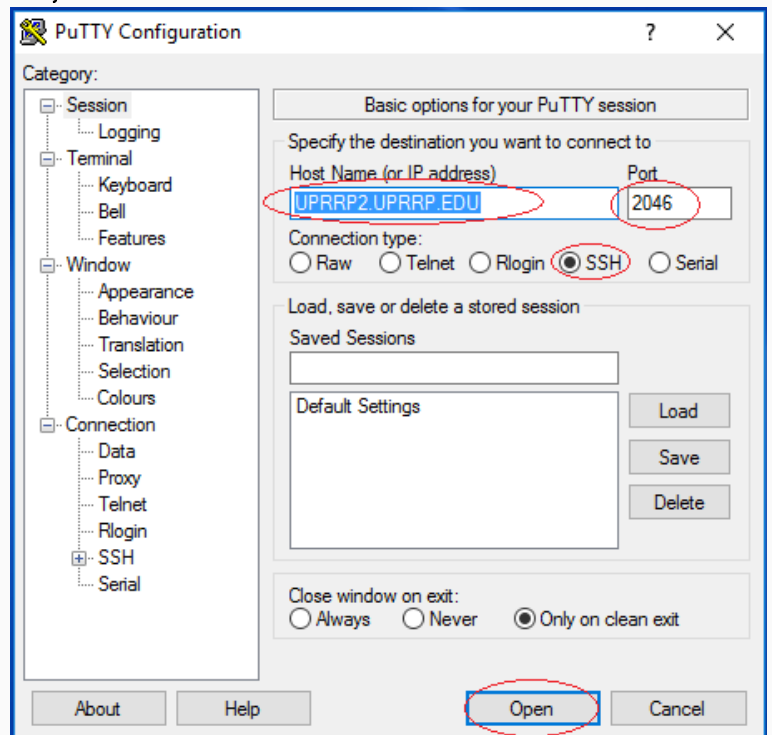 PuTTY Configuration ? ×
Category:
Session
Logging
Terminal
Keyboard
Bell
Features
Window
Appearance
Behaviour
Translation
Selection
Colours
Connection
Data
Proxy
Telnet
Rlogin
SSH
Serial
Basic options for your PuTTY session
Specify the destination you want to connect to
Host Name (or IP address) Port
UPRRP2.UPRRP.EDU 2046
Connection type:
Raw Telnet Rlogin SSH Serial
Load, save or delete a stored session
Saved Sessions
Default Settings
Load
Save
Delete
Close window on exit:
Always Never Only on clean exit
About Help Open Cancel